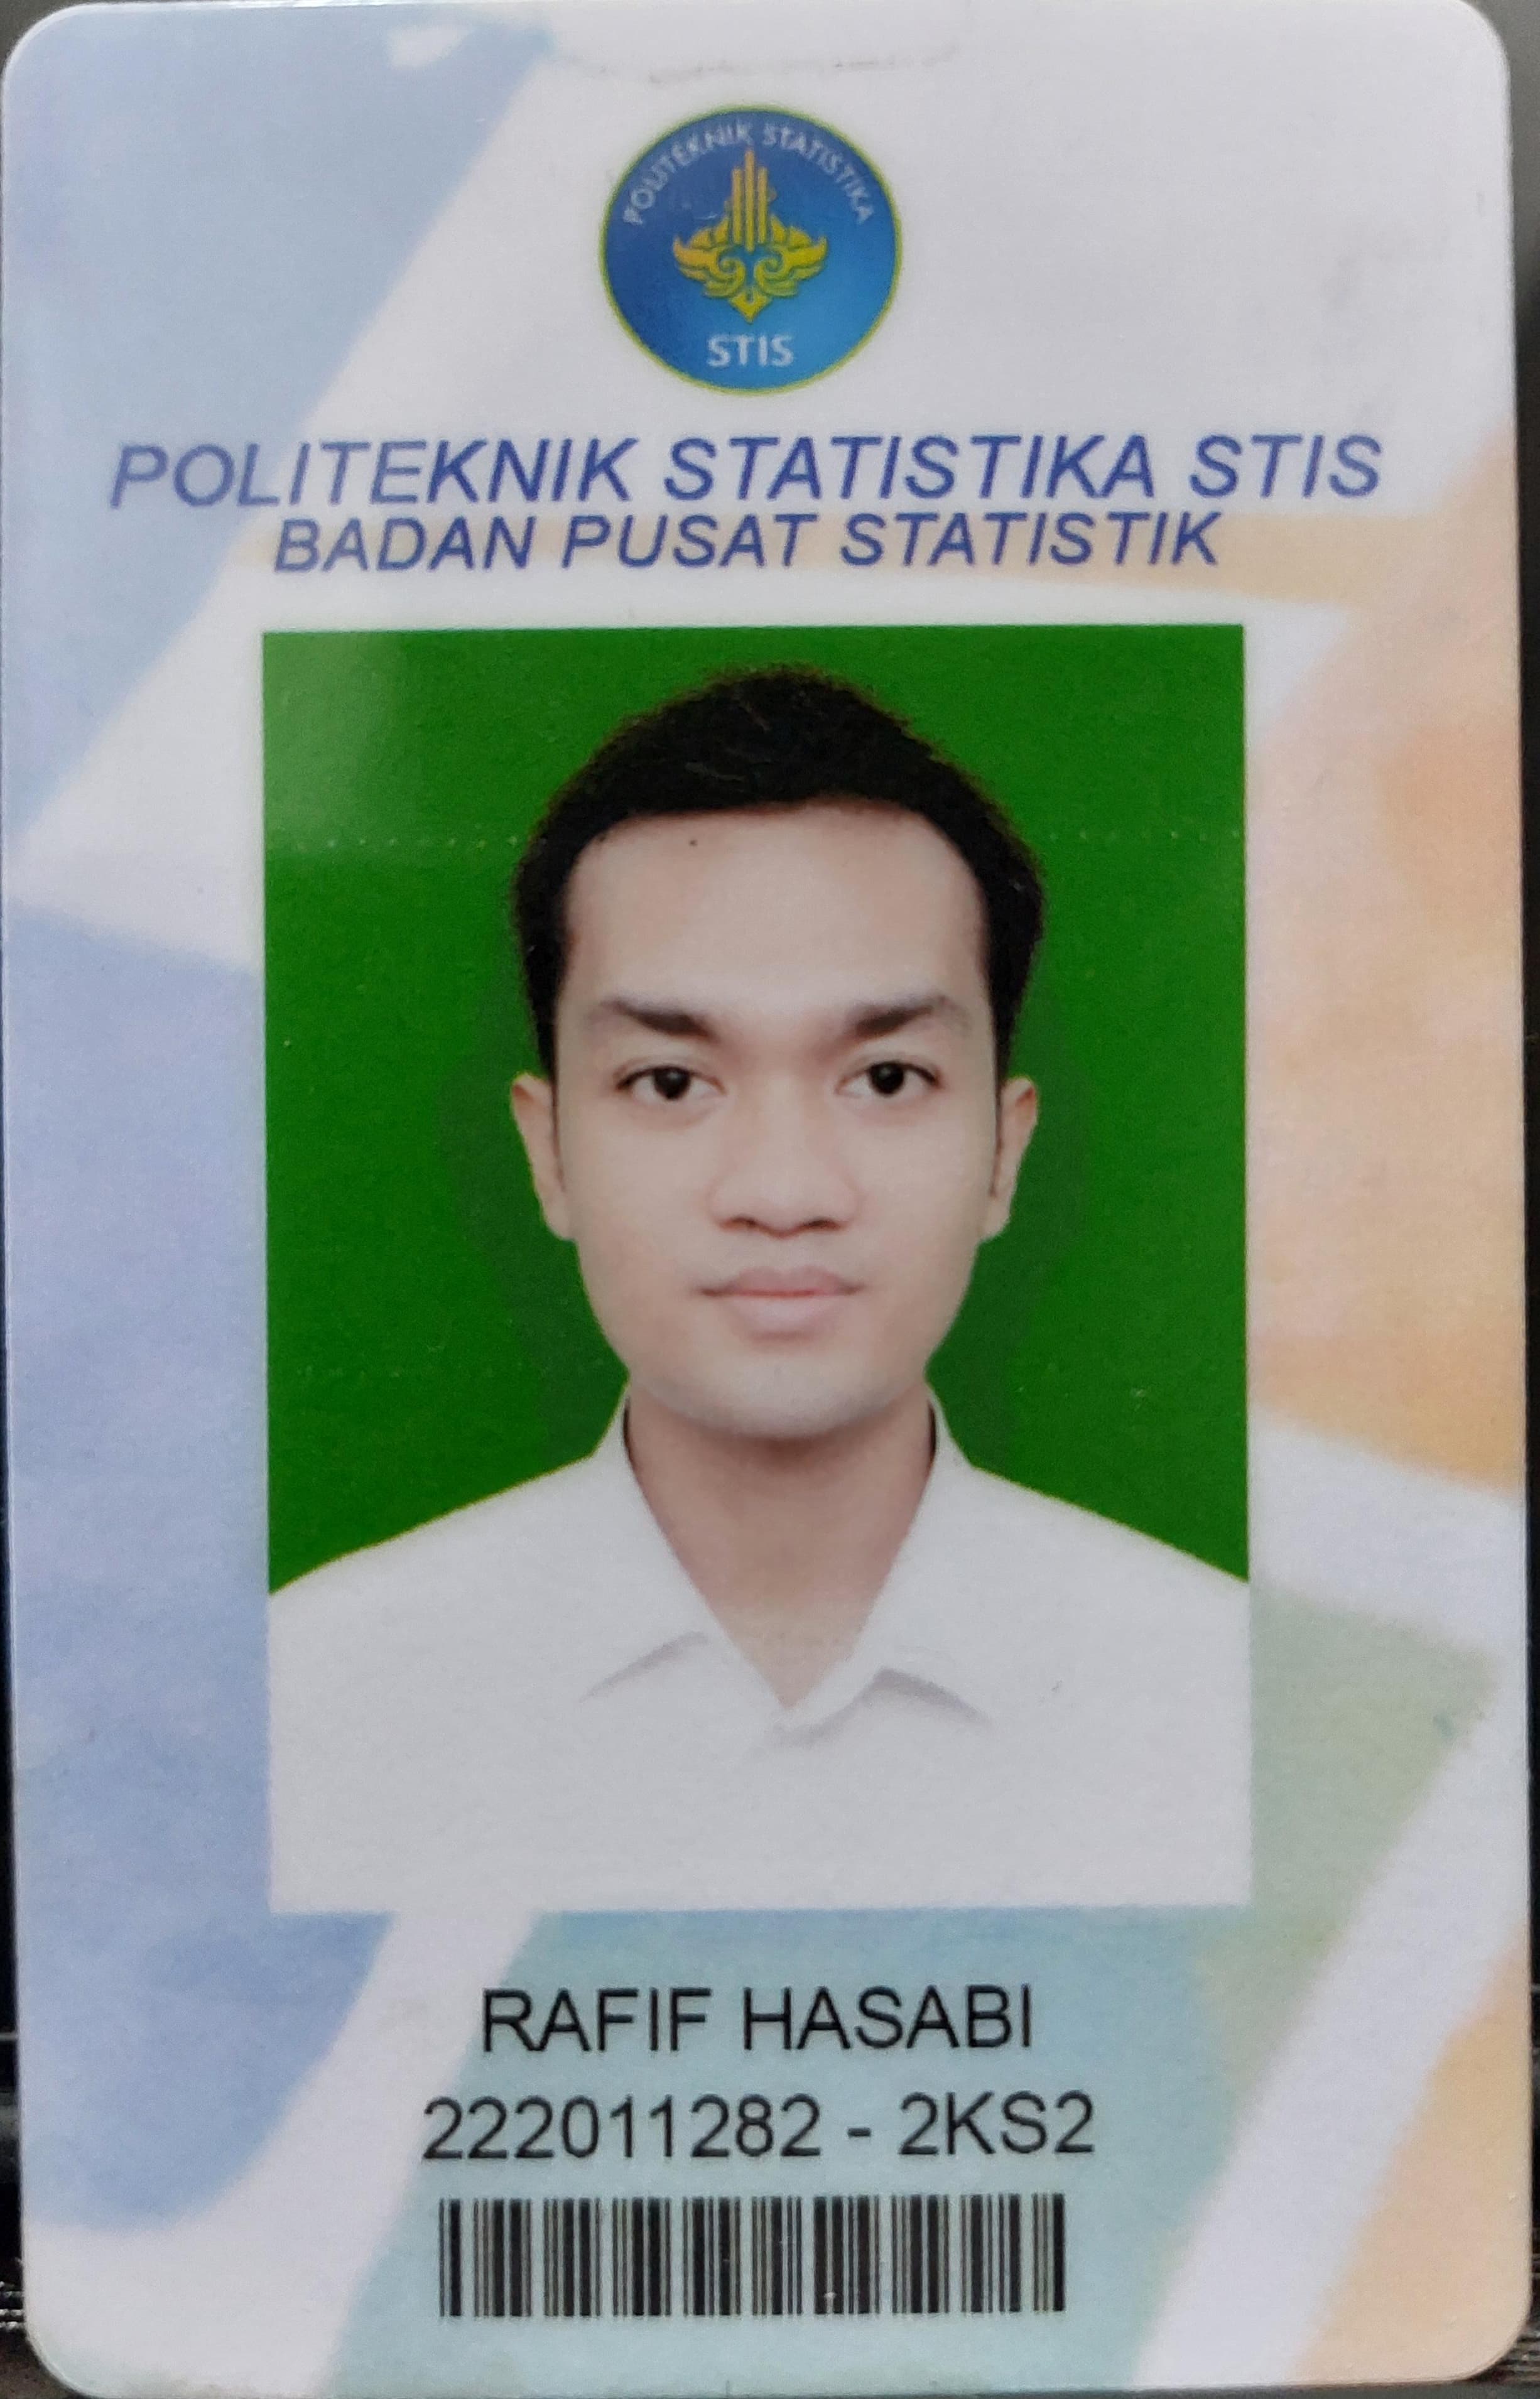 POLITEKNIK STATISTIKA
STIS
POLITEKNIK STATISTIKA STIS
BADAN PUSAT STATISTIK
RAFIF HASABI
222011282 - 2KS2